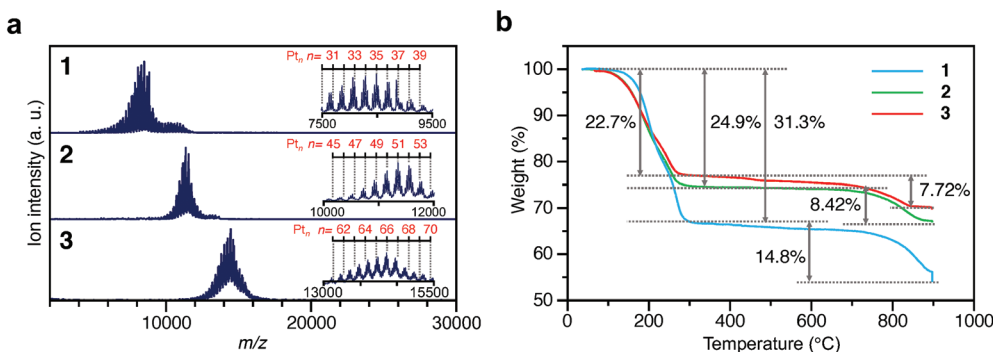 a
1
Ptn n= 31 33 35 37 39
7500 9500
2
Ptn n= 45 47 49 51 53
10000 12000
3
Ptn n= 62 64 66 68 70
13000 15500
Ion intensity (a. u.)
10000 20000 30000
m/z
b
100
90
80
70
60
50
Weight (%)
22.7%
24.9%
31.3%
1
2
3
7.72%
8.42%
14.8%
0 200 400 600 800 1000
Temperature (°C)